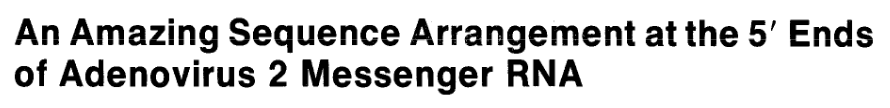 An Amazing Sequence Arrangement at the 5′ Ends
of Adenovirus 2 Messenger RNA